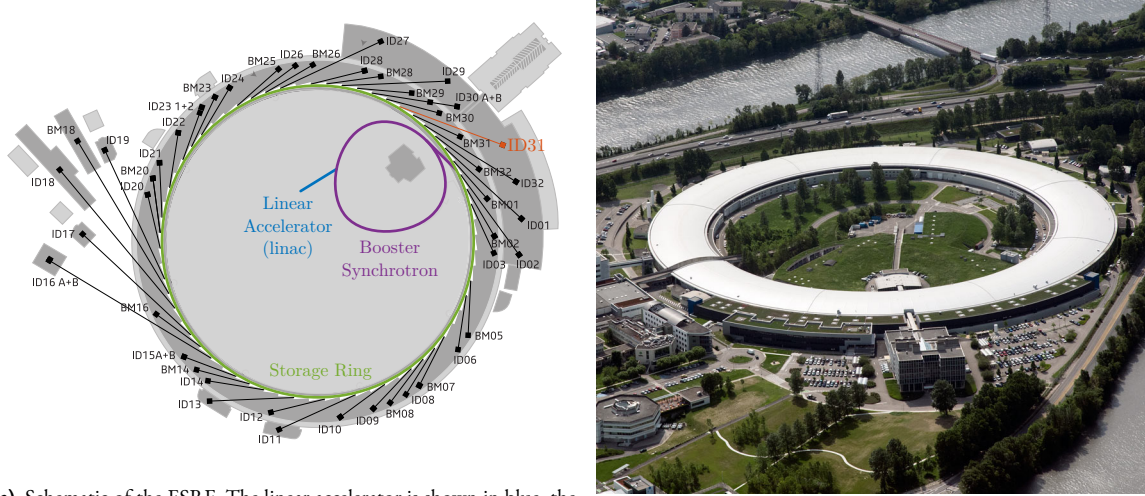 ID27
ID26
BM26
BM25
ID28
BM28
ID29
ID24
BM23
BM29
ID30 A+B
ID23 1+2
BM30
ID22
BM18
ID19
BM31
ID31
ID21
BM20
BM32
ID32
ID18
ID20
Linear
Accelerator
(linac)
BM01
ID01
ID17
Booster
Synchrotron
BM02
ID03
ID02
ID16 A+B
BM16
BM05
ID15A+B
ID06
BM14
ID14
Storage Ring
BM07
ID08
ID13
BM08
ID12
ID09
ID10
ID11
Schematic of the ESRF. The linear accelerator is shown in blue, the